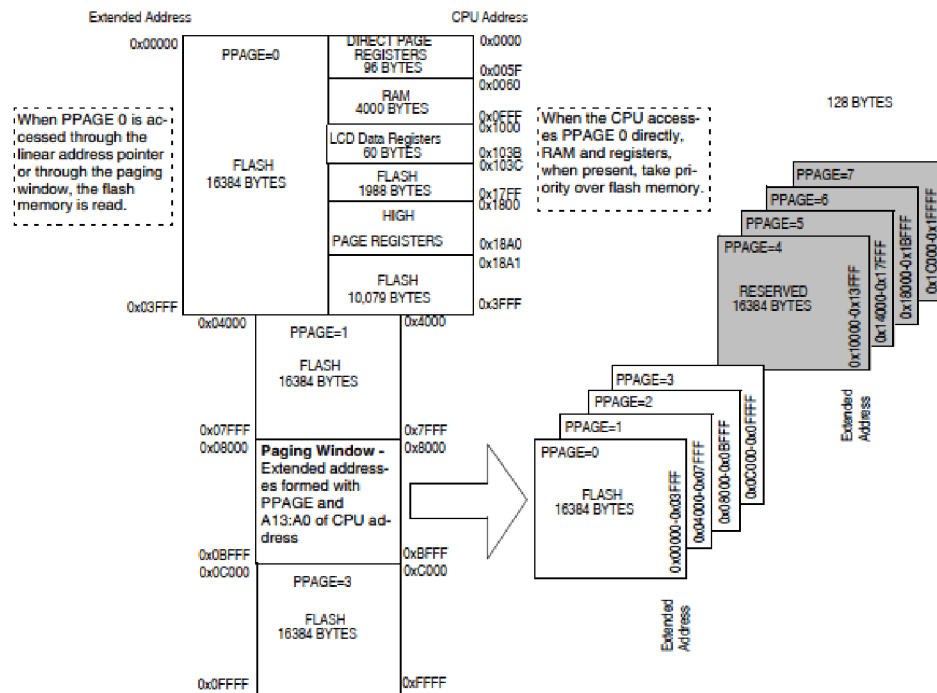 Extended Address
CPU Address
0x00000
PPAGE=0
FLASH
16384 BYTES
0x03FFF
DIRECT PAGE
REGISTERS
96 BYTES
0x0000
0x005F
0x0060
RAM
4000 BYTES
0x0FFF
0x1000
LCD Data Registers
60 BYTES
0x103B
0x103C
FLASH
1988 BYTES
0x17FF
0x1800
HIGH
PAGE REGISTERS
0x18A0
0x18A1
FLASH
10,079 BYTES
0x3FFF
When PPAGE 0 is ac-
cessed through the
linear address pointer
or through the paging
window, the flash
memory is read.
When the CPU access-
es PPAGE 0 directly,
RAM and registers,
when present, take pri-
ority over flash memory.
0x04000
0x4000
PPAGE=1
FLASH
16384 BYTES
0x07FFF
0x7FFF
0x08000
0x8000
Paging Window -
Extended address-
es formed with
PPAGE and
A13:A0 of CPU ad-
dress
0x0BFFF
0xBFFF
0x0C000
0xC000
PPAGE=3
FLASH
16384 BYTES
0x0FFFF
0xFFFF
128 BYTES
PPAGE=7
0x1C000-0x1FFFF
PPAGE=6
0x18000-0x1BFFF
PPAGE=5
0x14000-0x17FFF
PPAGE=4
RESERVED
16384 BYTES
0x10000-0x13FFF
Extended
Address
PPAGE=3
0x0C000-0x0FFFF
PPAGE=2
0x08000-0x0BFFF
PPAGE=1
0x04000-0x07FFF
PPAGE=0
FLASH
16384 BYTES
0x00000-0x03FFF
Extended
Address